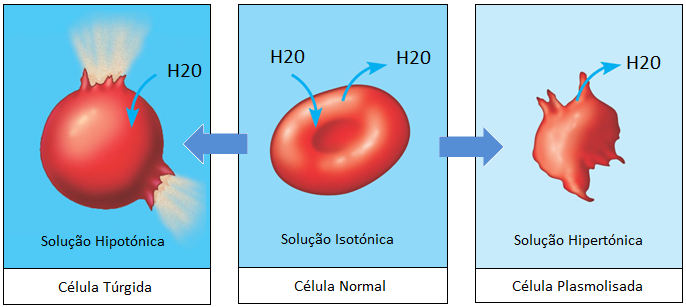 H20
Solução Hipotónica
Célula Túrgida
H20
H20
Solução Isotónica
Célula Normal
H20
Solução Hipertónica
Célula Plasmolisada